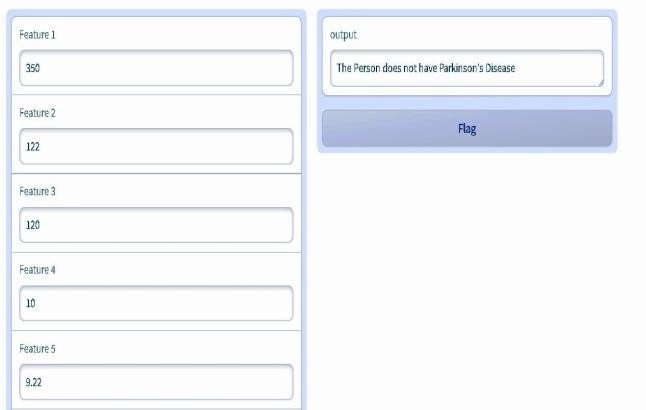 Feature 1
350
Feature 2
122
Feature 3
120
Feature 4
10
Feature 5
9.22
output
The Person does not have Parkinson's Disease
Flag